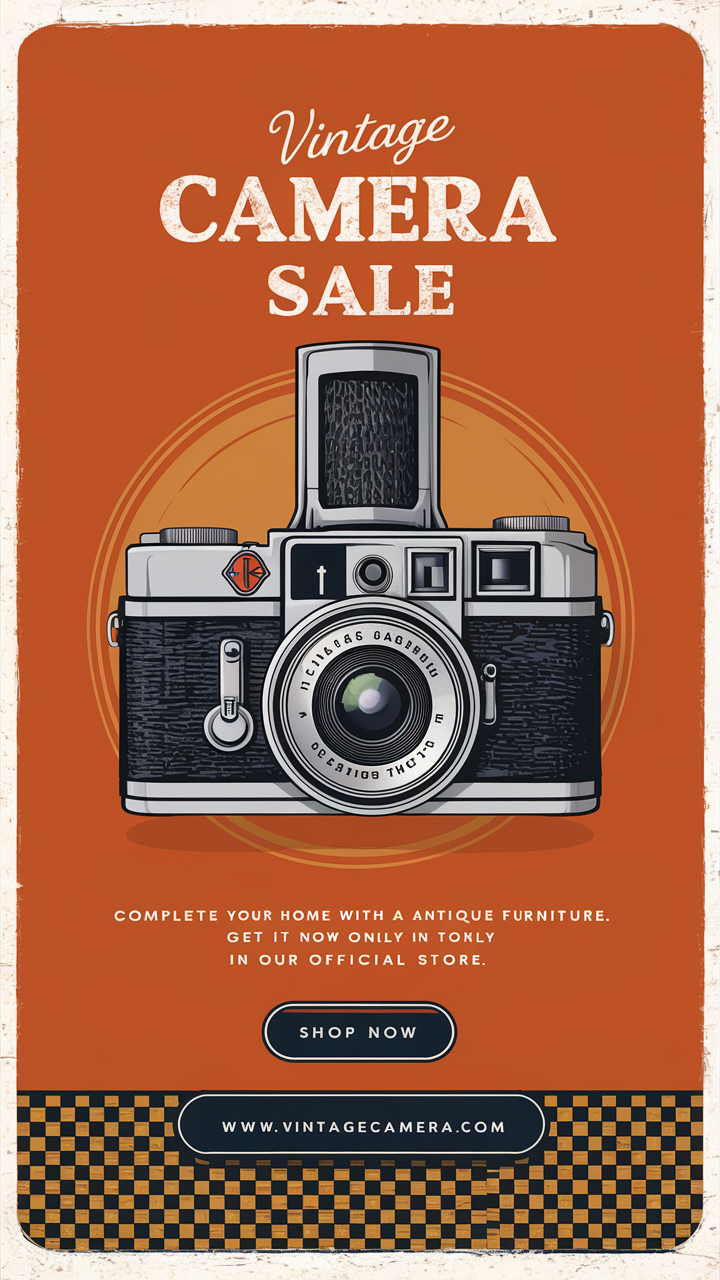 Vintage
CAMERA
SALE
COMPLETE YOUR HOME WITH A ANTIQUE FURNITURE.
GET IT NOW ONLLY IN TONLY
IN OUR OFFICIAL STORE.
SHOP NOW
WWW.VINTAGECAMERA.COM